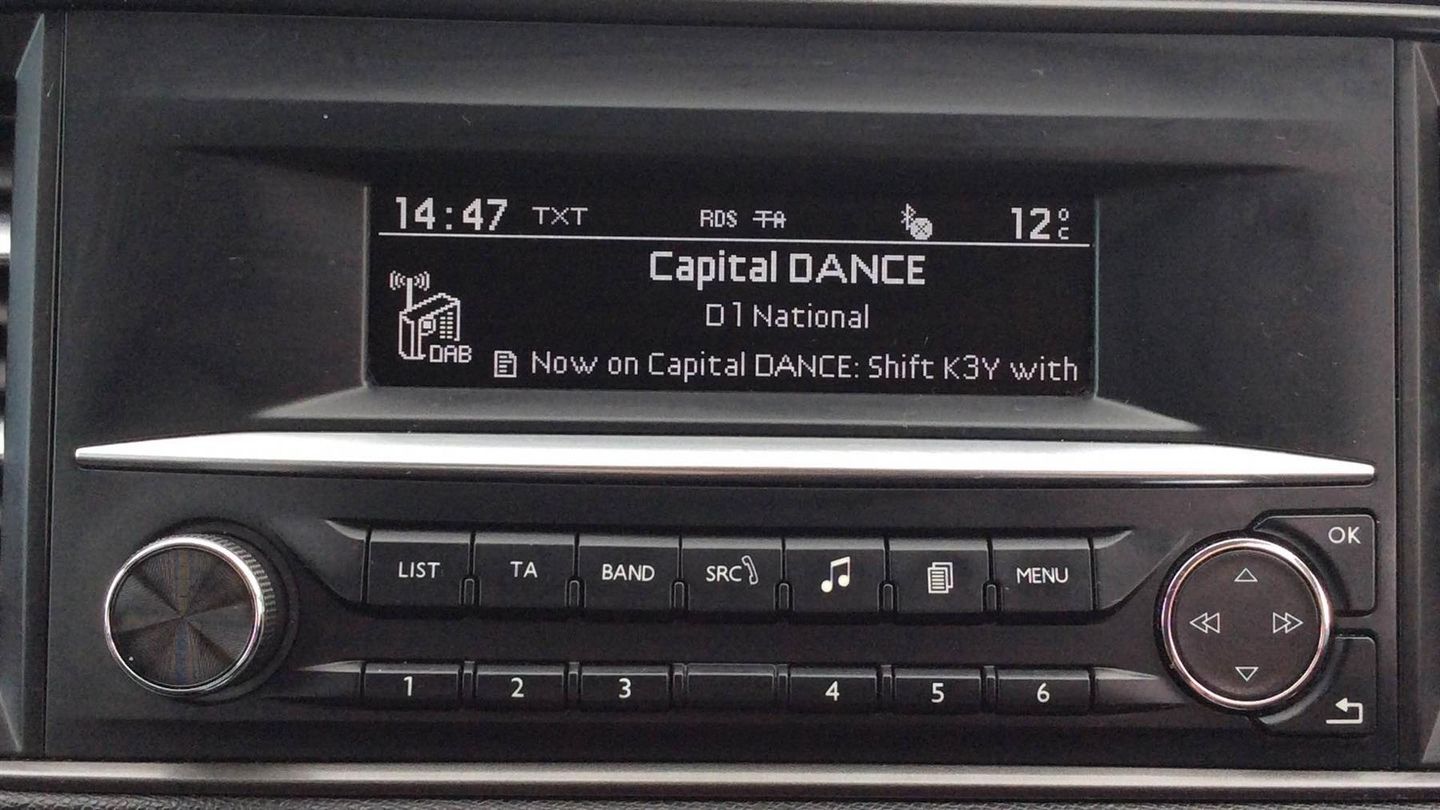 14:47 TXT RDS TA 12°C
Capital DANCE
D1 National
DAB
Now on Capital DANCE: Shift K3Y with
OK
LIST TA BAND SRC MENU
1 2 3 4 5 6